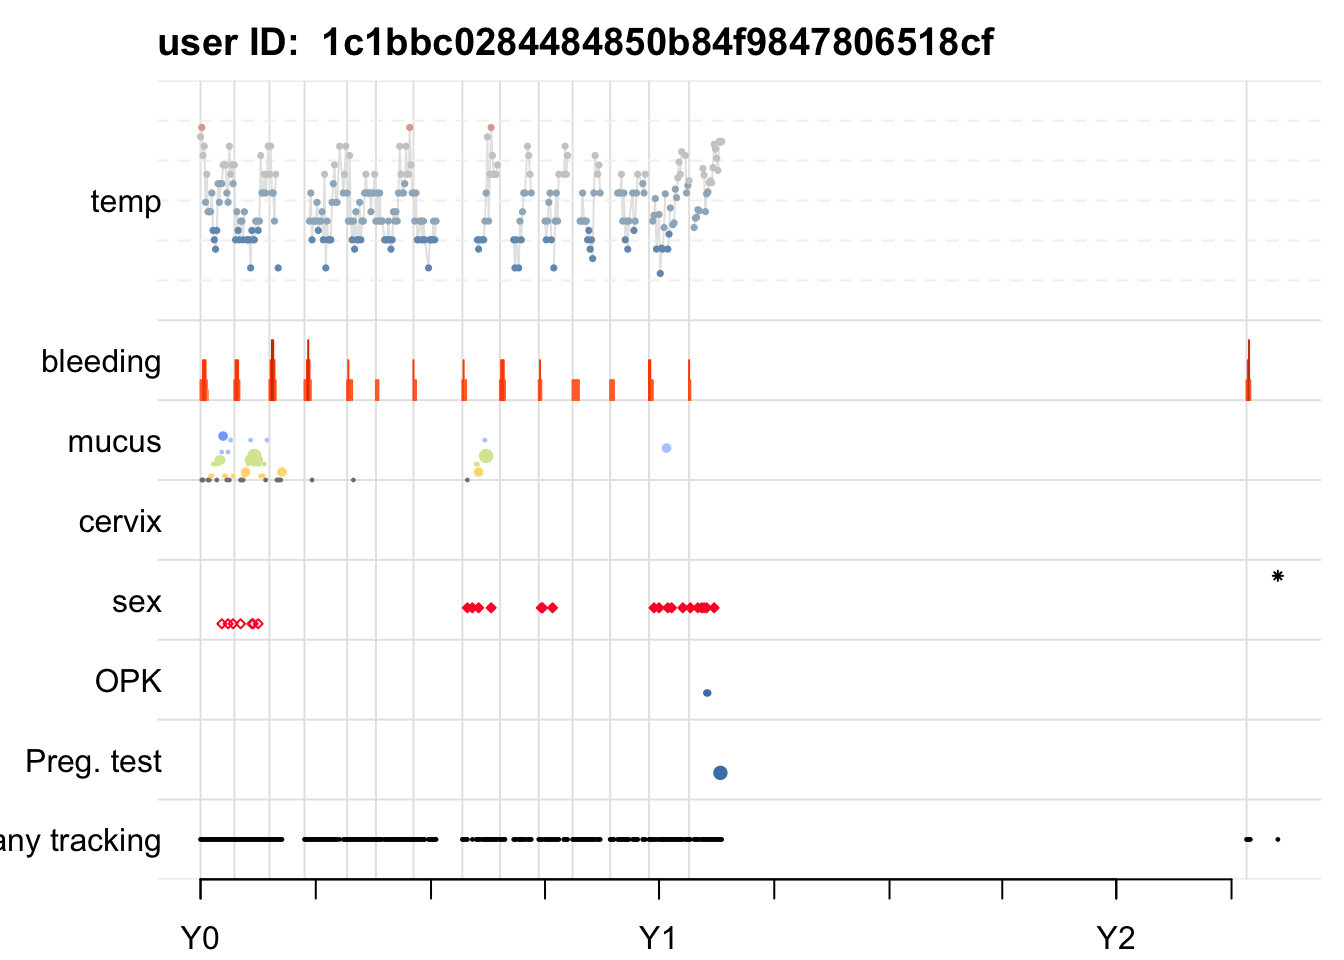 user ID:  1c1bbc0284484850b84f9847806518cf
temp
bleeding
mucus
cervix
sex
OPK
Preg. test
any tracking
Y0
Y1
Y2